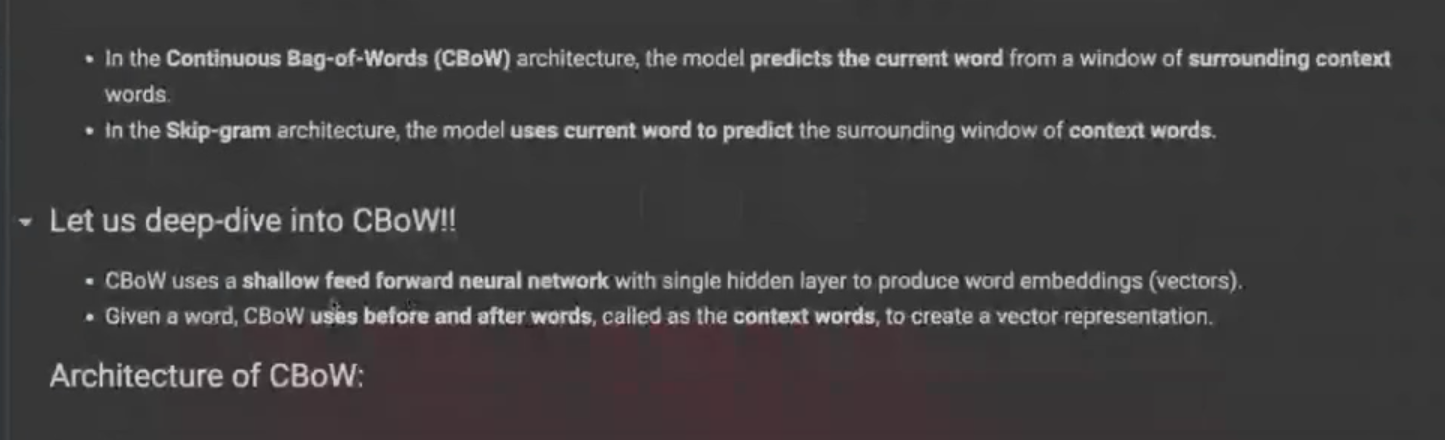 • In the Continuous Bag-of-Words (CBoW) architecture, the model predicts the current word from a window of surrounding context
words.
• In the Skip-gram architecture, the model uses current word to predict the surrounding window of context words.
Let us deep-dive into CBoW!!
• CBoW uses a shallow feed forward neural network with single hidden layer to produce word embeddings (vectors).
• Given a word, CBoW uses before and after words, called as the context words, to create a vector representation.
Architecture of CBoW: